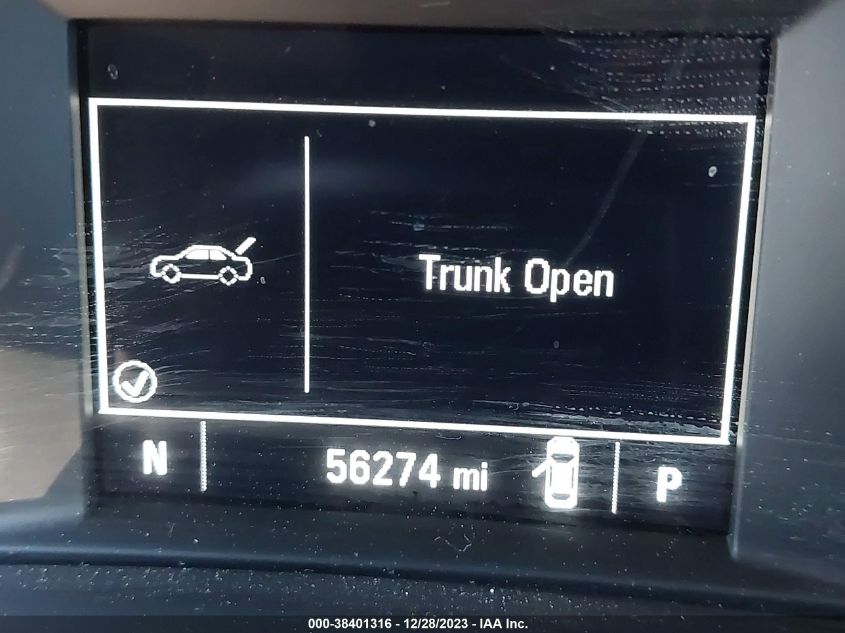 Trunk Open
N 56274 mi P
000-38401316 - 12/28/2023 - IAA Inc.